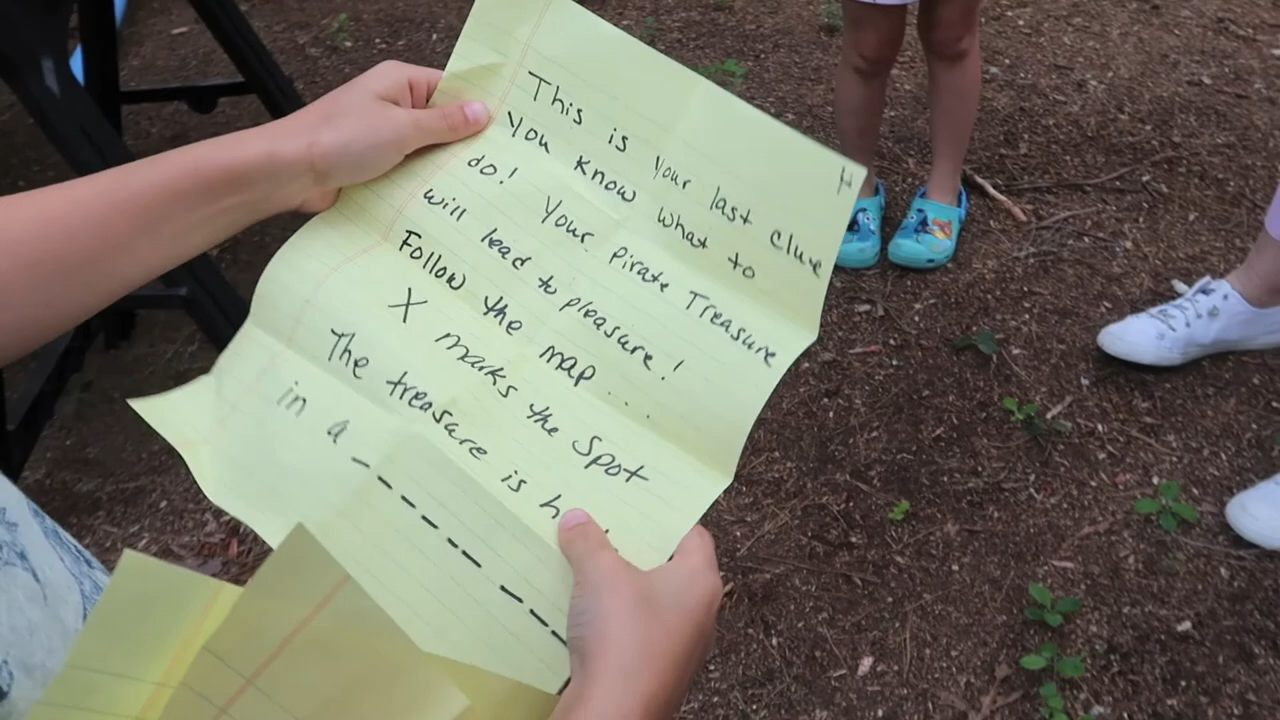 H
This is your last clue
You know what to
do! Your Pirate Treasure
will lead to pleasure!
Follow the map....
X marks the Spot
The treasure is
in a